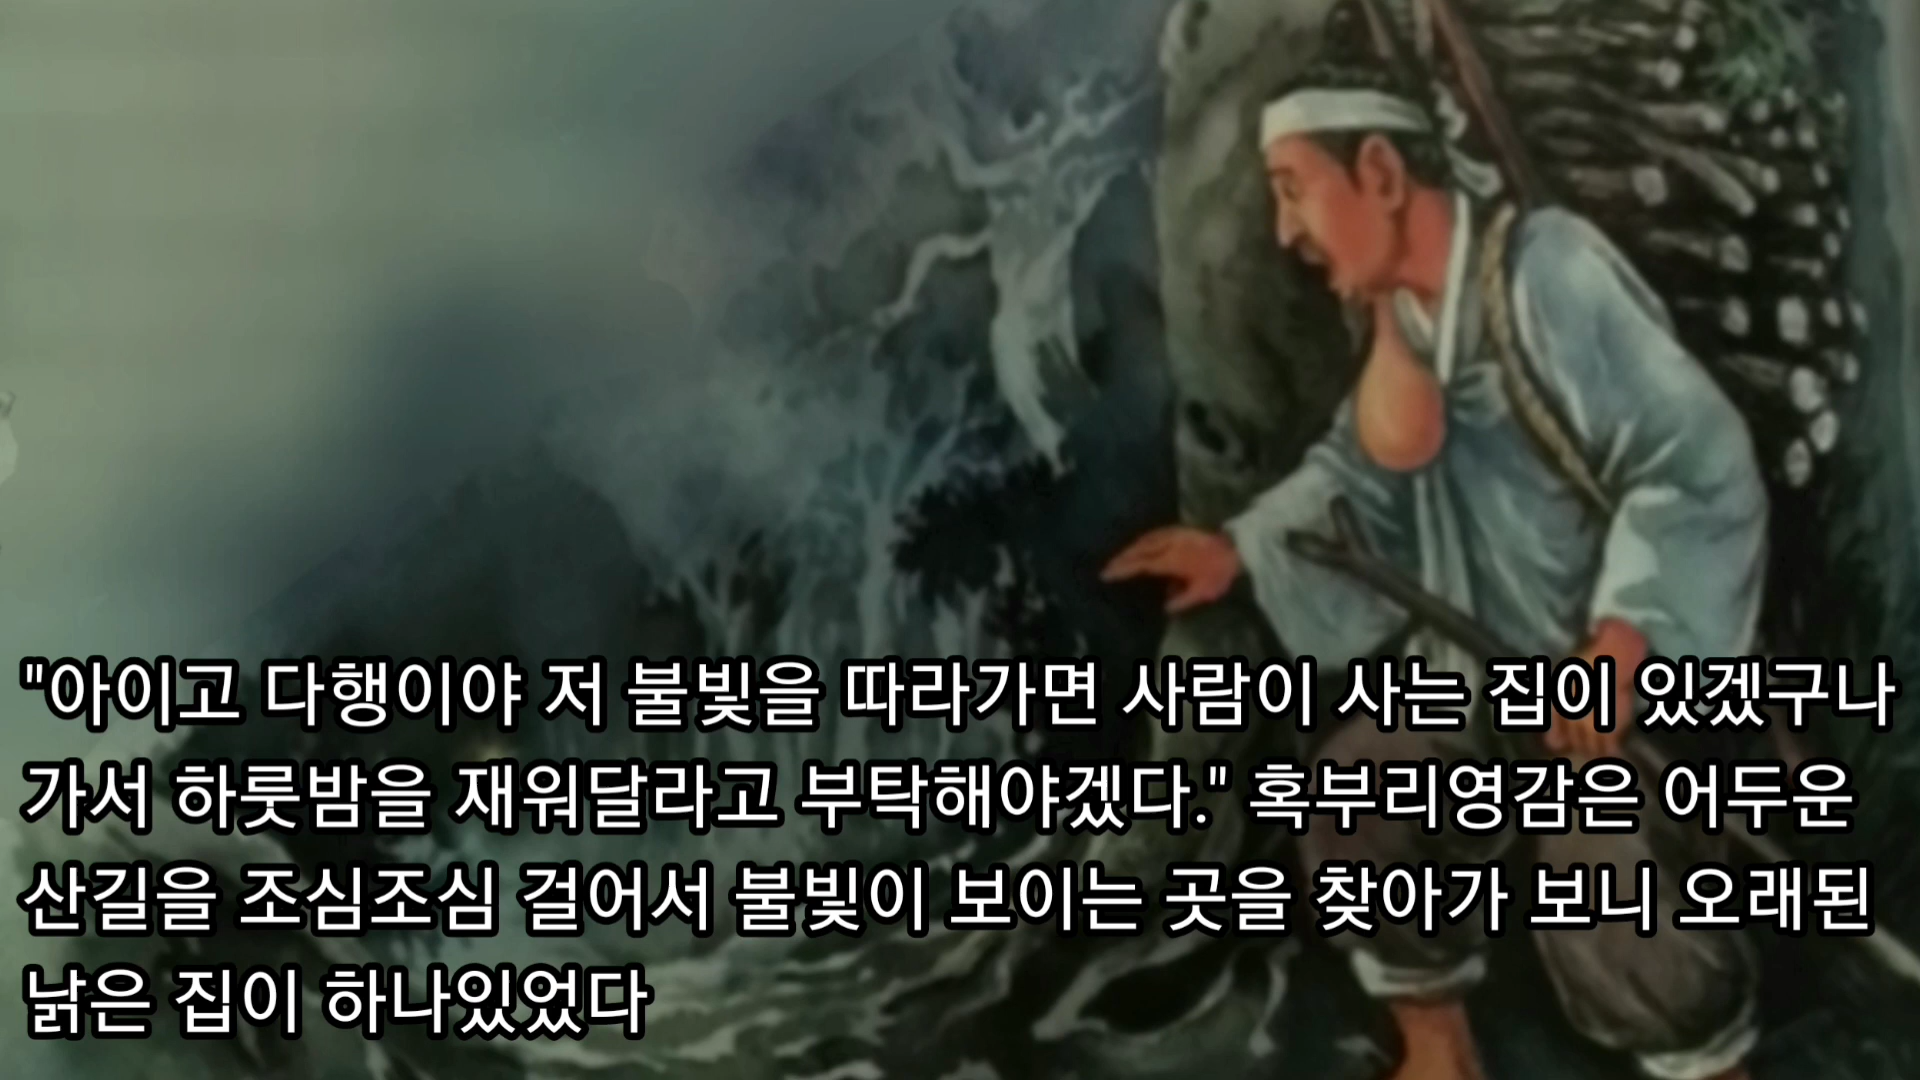 "아이고 다행이야 저 불빛을 따라가면 사람이 사는 집이 있겠구나
가서 하룻밤을 재워달라고 부탁해야겠다." 혹부리영감은 어두운
산길을 조심조심 걸어서 불빛이 보이는 곳을 찾아가 보니 오래된
낡은 집이 하나있었다